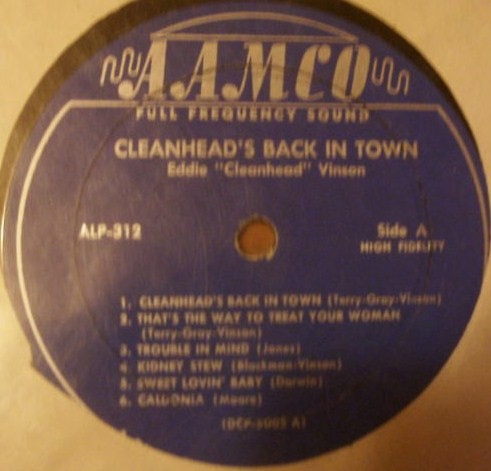 AAMCO
FULL FREQUENCY SOUND
CLEANHEAD'S BACK IN TOWN
Eddie "Cleanhead" Vinson
ALP-312
Side A
HIGH FIDELITY
1. CLEANHEAD'S BACK IN TOWN (Terry-Gray-Vinson)
2. THAT'S THE WAY TO TREAT YOUR WOMAN
(Terry-Gray-Vinson)
3. TROUBLE IN MIND (Jones)
4. KIDNEY STEW (Blackman-Vinson)
5. SWEET LOVIN' BABY (Darwin)
6. CALDONIA (Moore)